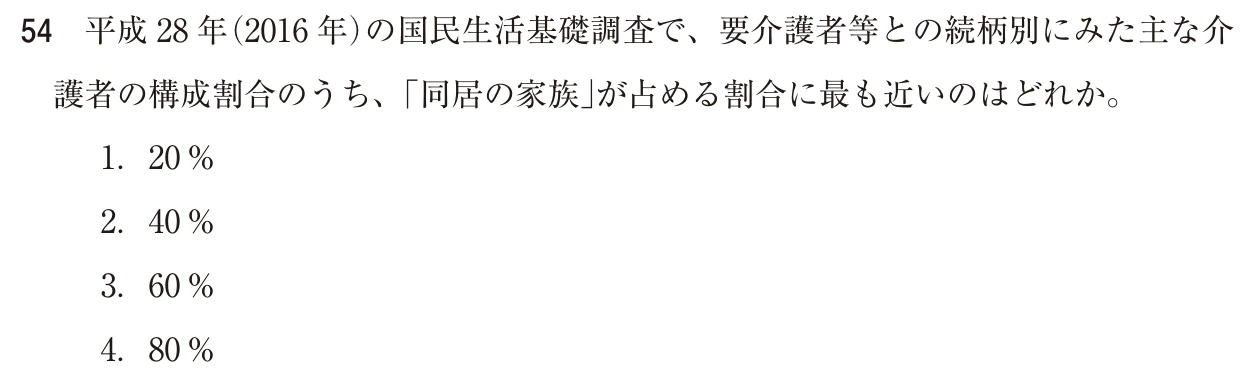 54 平成 28 年(2016 年)の国民生活基礎調査で、要介護者等との続柄別にみた主な介
護者の構成割合のうち、「同居の家族」が占める割合に最も近いのはどれか。
1. 20 %
2. 40 %
3. 60 %
4. 80 %